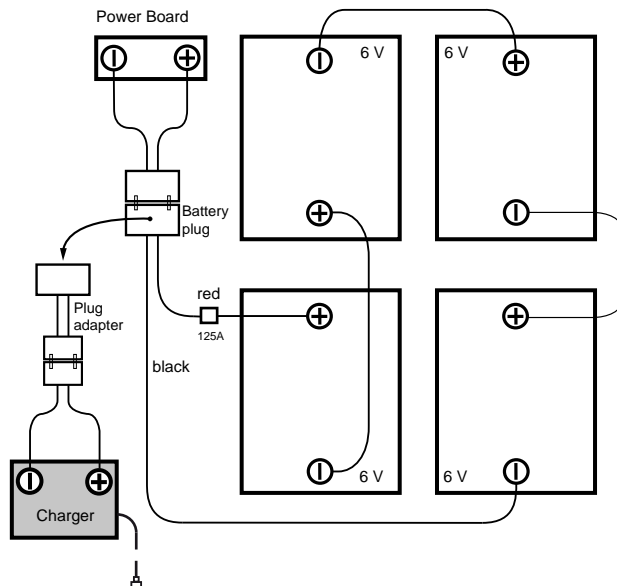 Power Board
6 V
6 V
Battery
plug
Plug
adapter
red
125A
black
6 V
6 V
Charger